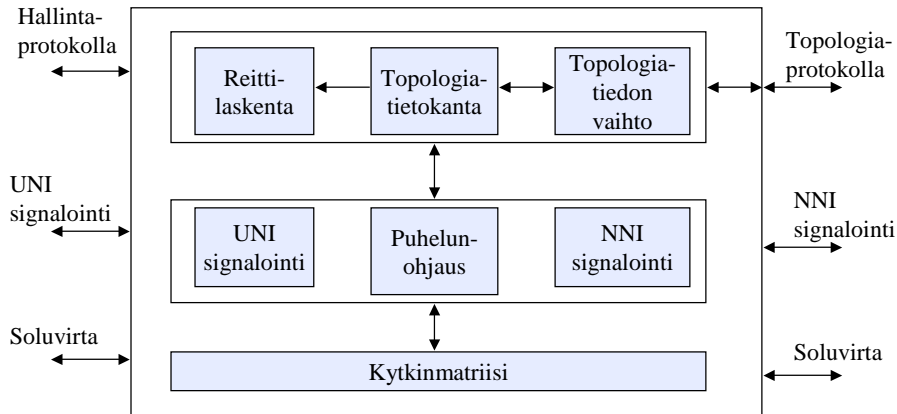 Hallinta-
protokolla
Reitti-
laskenta
Topologia-
tietokanta
Topologia-
tiedon
vaihto
Topologia-
protokolla
UNI
signalointi
UNI
signalointi
Puhelun-
ohjaus
NNI
signalointi
NNI
signalointi
Soluvirta
Kytkinmatriisi
Soluvirta